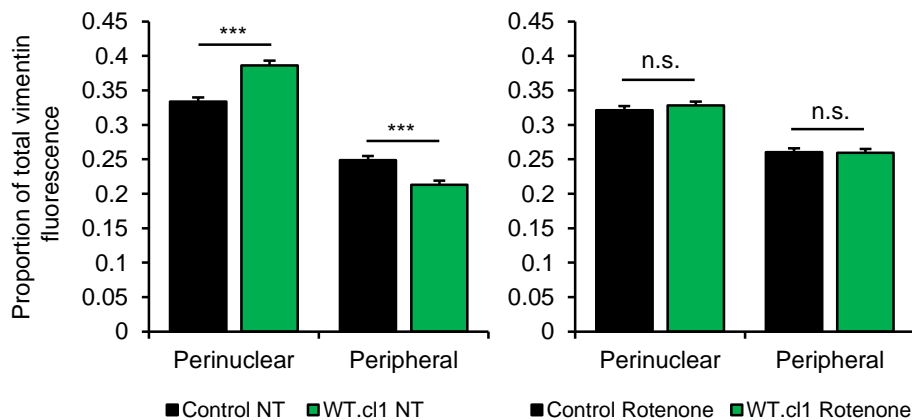 Proportion of total vimentin
fluorescence
0.45
0.4
0.35
0.3
0.25
0.2
0.15
0.1
0.05
0
***
***
Perinuclear Peripheral
Control NT WT.cl1 NT
0.45
0.4
0.35
0.3
0.25
0.2
0.15
0.1
0.05
0
n.s.
n.s.
Perinuclear Peripheral
Control Rotenone WT.cl1 Rotenone